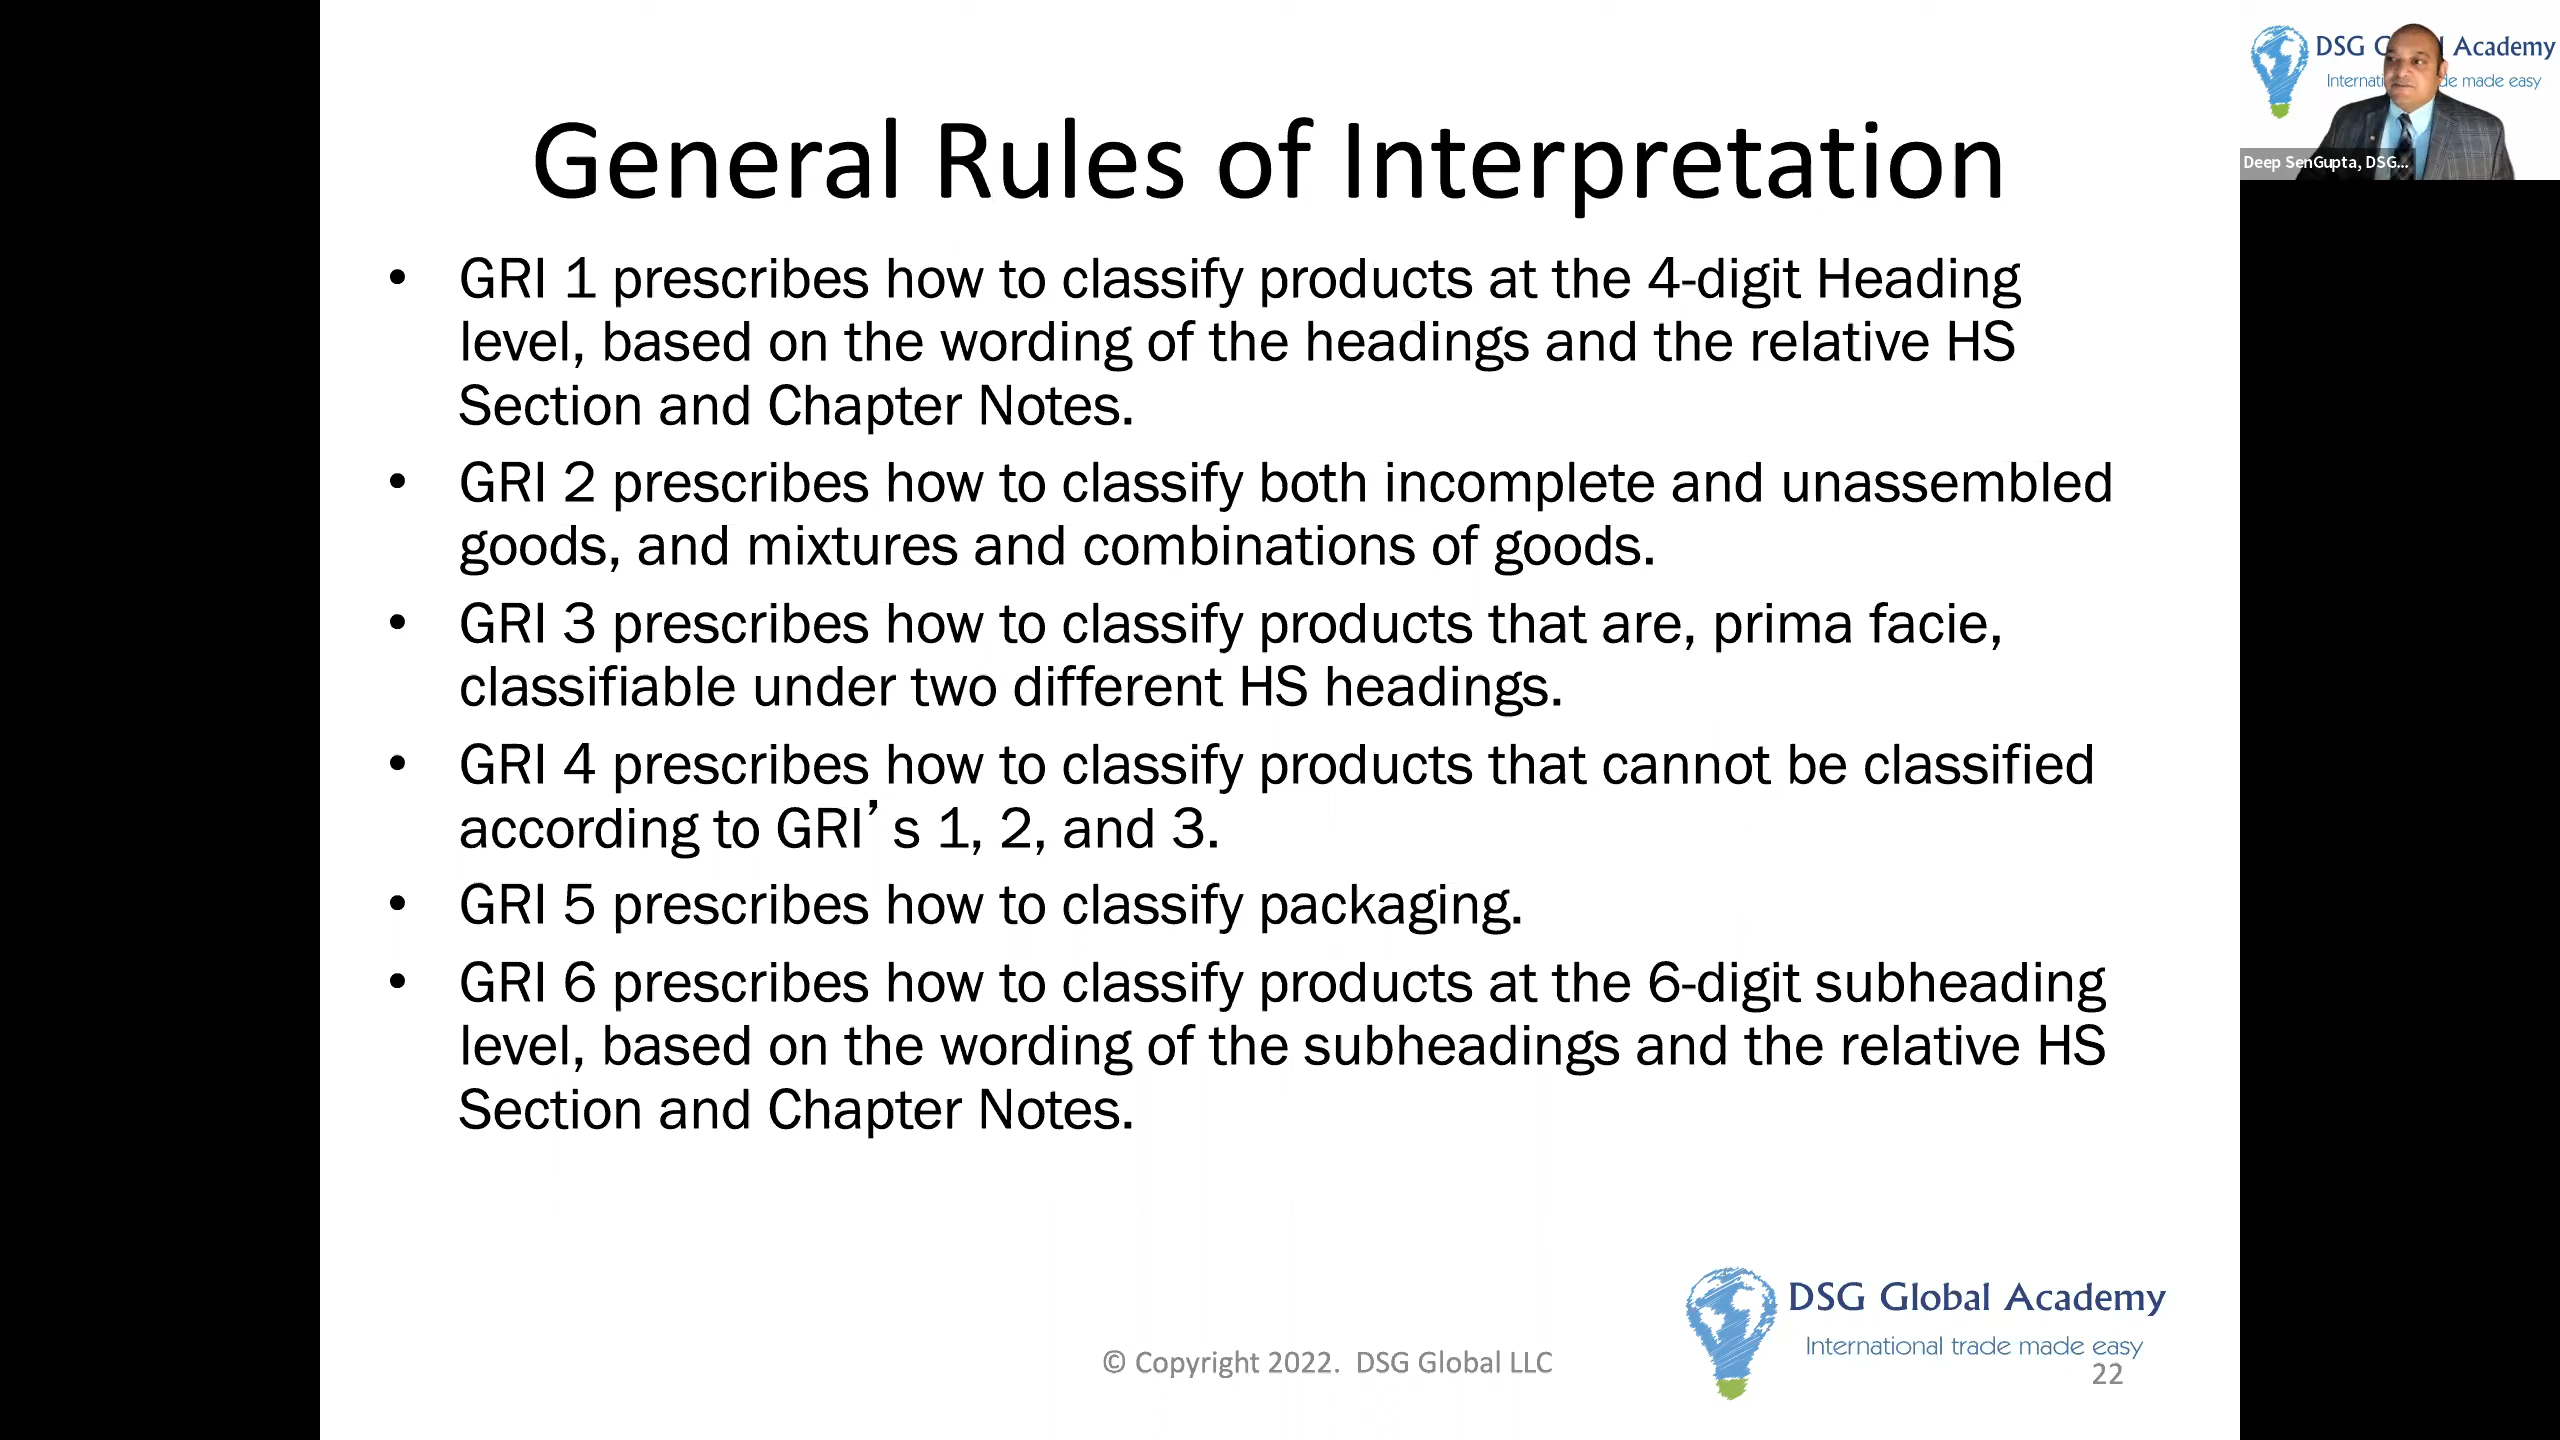 General Rules of Interpretation
• GRI 1 prescribes how to classify products at the 4-digit Heading
level, based on the wording of the headings and the relative HS
Section and Chapter Notes.
• GRI 2 prescribes how to classify both incomplete and unassembled
goods, and mixtures and combinations of goods.
• GRI 3 prescribes how to classify products that are, prima facie,
classifiable under two different HS headings.
• GRI 4 prescribes how to classify products that cannot be classified
according to GRI’s 1, 2, and 3.
• GRI 5 prescribes how to classify packaging.
• GRI 6 prescribes how to classify products at the 6-digit subheading
level, based on the wording of the subheadings and the relative HS
Section and Chapter Notes.
© Copyright 2022. DSG Global LLC
DSG Global Academy
International trade made easy
22
DSG Academy
made easy
Deep SenGupta, DSG...